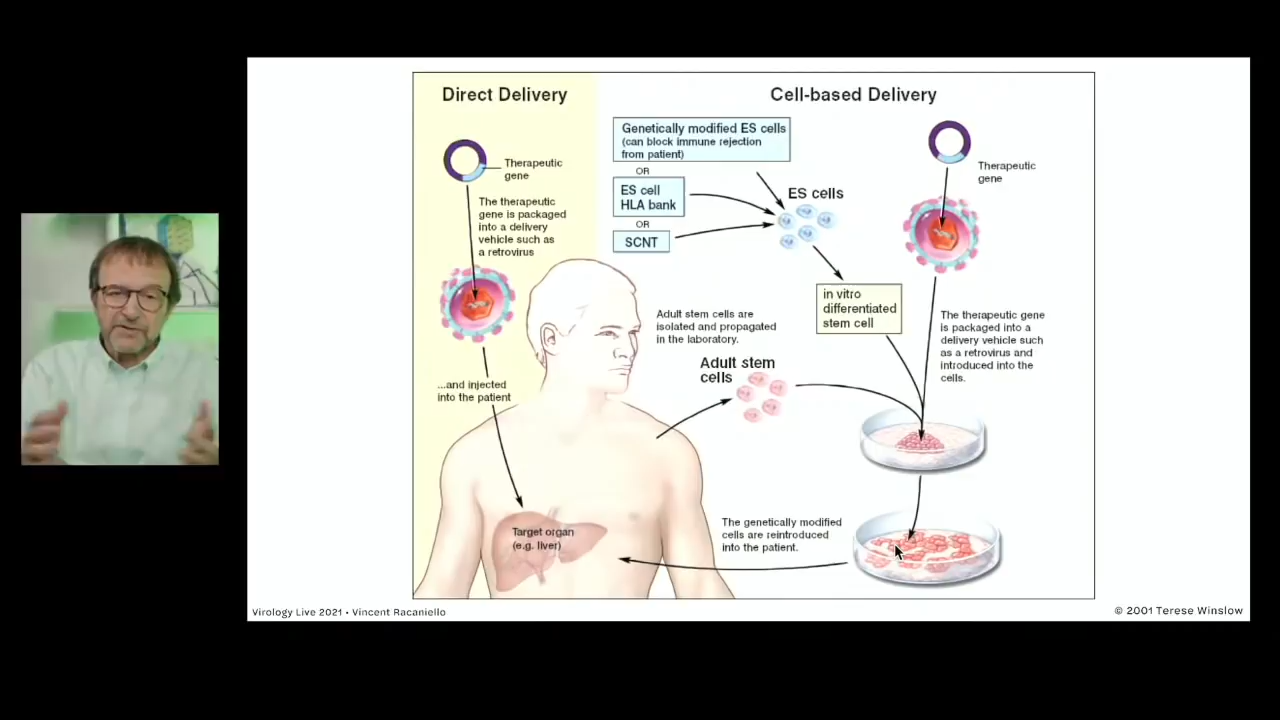 Direct Delivery
Therapeutic
gene
The therapeutic
gene is packaged
into a delivery
vehicle such as
a retrovirus
...and injected
into the patient
Target organ
(e.g. liver)
Cell-based Delivery
Genetically modified ES cells
(can block immune rejection
from patient)
OR
ES cell
HLA bank
OR
SCNT
ES cells
in vitro
differentiated
stem cell
Adult stem cells are
isolated and propagated
in the laboratory.
Adult stem
cells
Therapeutic
gene
The therapeutic gene
is packaged into a
delivery vehicle such
as a retrovirus and
introduced into the
cells.
The genetically modified
cells are reintroduced
into the patient.
Virology Live 2021 • Vincent Racaniello
© 2001 Terese Winslow